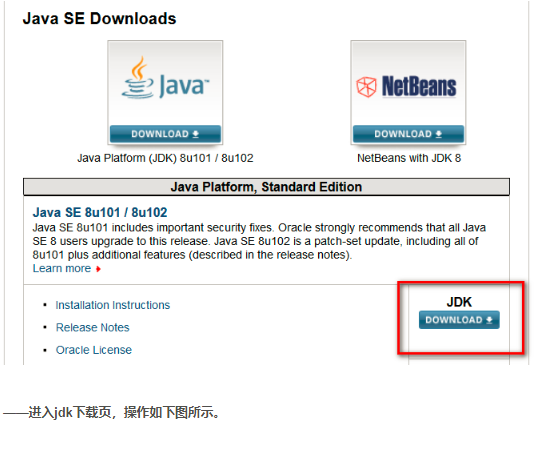 Java SE Downloads
Java™
NetBeans
DOWNLOAD
DOWNLOAD
Java Platform (JDK) 8u101 / 8u102
NetBeans with JDK 8
Java Platform, Standard Edition
Java SE 8u101 / 8u102
Java SE 8u101 includes important security fixes. Oracle strongly recommends that all Java
SE 8 users upgrade to this release. Java SE 8u102 is a patch-set update, including all of
8u101 plus additional features (described in the release notes).
Learn more
• Installation Instructions
• Release Notes
• Oracle License
JDK
DOWNLOAD
——进入jdk下载页，操作如下图所示。